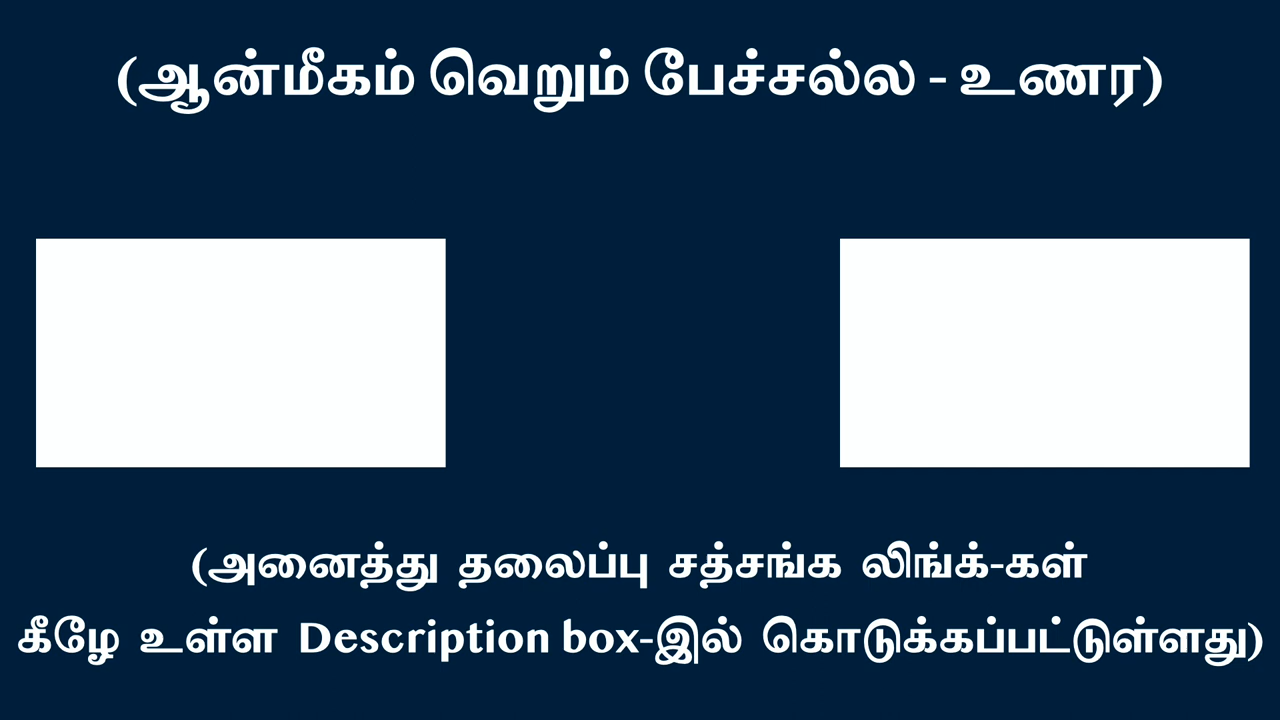 (ஆன்மீகம் வெறும் பேச்சல்ல - உணர)
(அனைத்து தலைப்பு சத்சங்க லிங்க்-கள்
கீழே உள்ள Description box-இல் கொடுக்கப்பட்டுள்ளது)